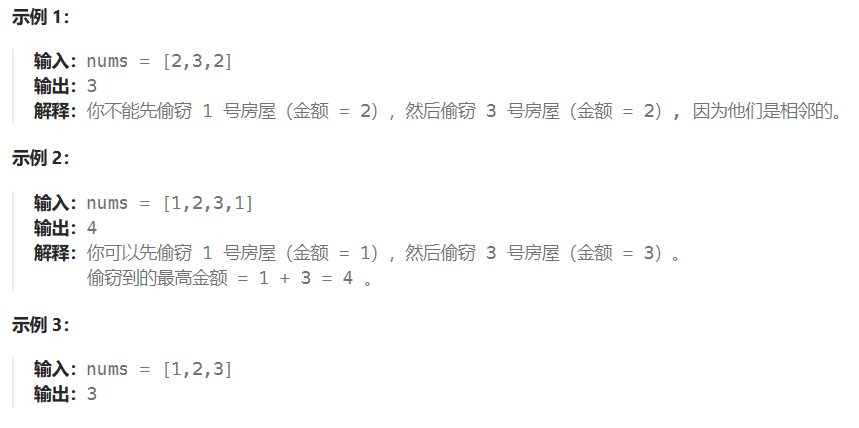 示例 1：
输入：nums = [2,3,2]
输出：3
解释：你不能先偷窃 1 号房屋（金额 = 2），然后偷窃 3 号房屋（金额 = 2）, 因为他们是相邻的。
示例 2：
输入：nums = [1,2,3,1]
输出：4
解释：你可以先偷窃 1 号房屋（金额 = 1），然后偷窃 3 号房屋（金额 = 3）。
偷窃到的最高金额 = 1 + 3 = 4 。
示例 3：
输入：nums = [1,2,3]
输出：3